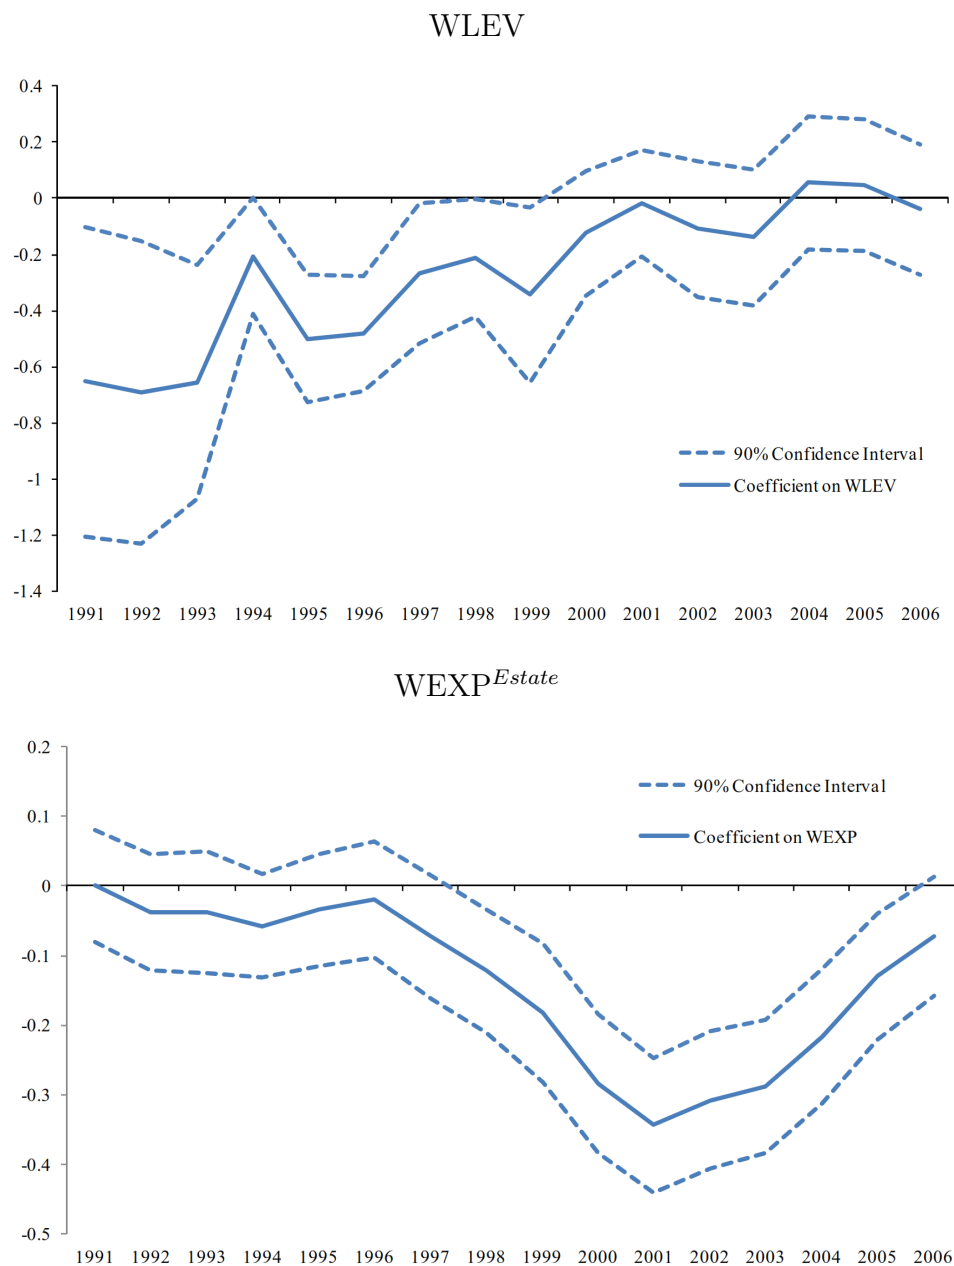 WLEV
0.4
0.2
0
-0.2
-0.4
-0.6
-0.8
-1
-1.2
-1.4
90% Confidence Interval
Coefficient on WLEV
1991 1992 1993 1994 1995 1996 1997 1998 1999 2000 2001 2002 2003 2004 2005 2006
WEXP^Estate
0.2
0.1
0
-0.1
-0.2
-0.3
-0.4
-0.5
90% Confidence Interval
Coefficient on WEXP
1991 1992 1993 1994 1995 1996 1997 1998 1999 2000 2001 2002 2003 2004 2005 2006